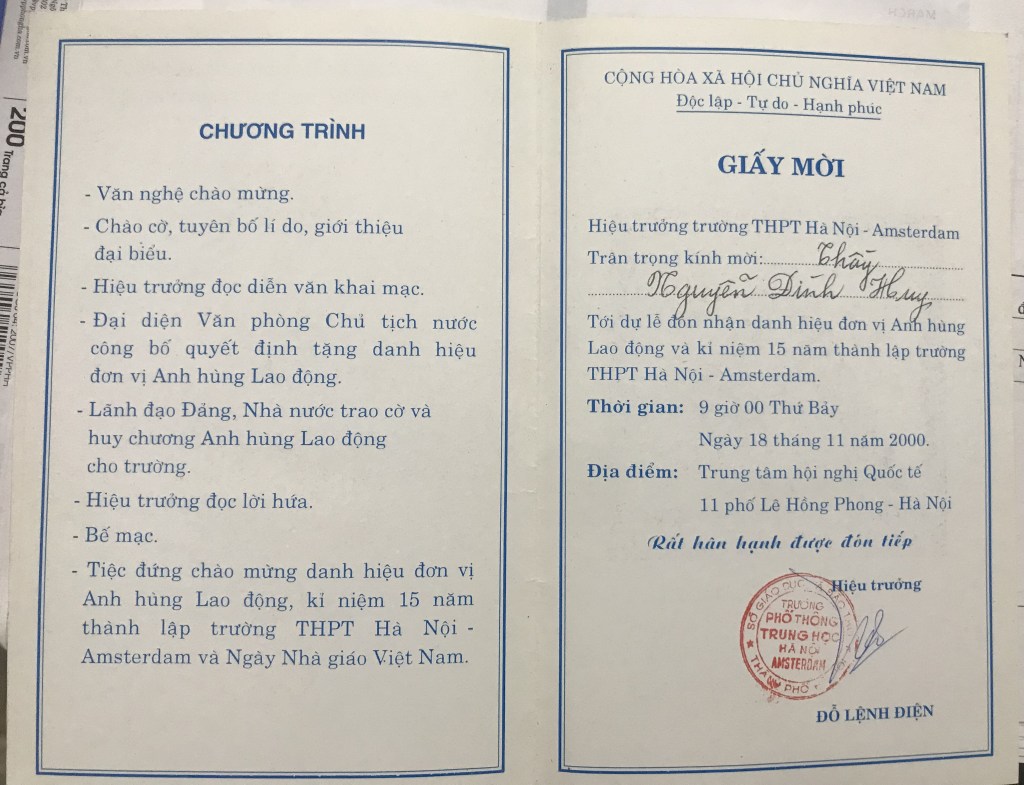 CHƯƠNG TRÌNH
- Văn nghệ chào mừng.
- Chào cờ, tuyên bố lí do, giới thiệu
đại biểu.
- Hiệu trưởng đọc diễn văn khai mạc.
- Đại diện Văn phòng Chủ tịch nước
công bố quyết định tặng danh hiệu
đơn vị Anh hùng Lao động.
- Lãnh đạo Đảng, Nhà nước trao cờ và
huy chương Anh hùng Lao động
cho trường.
- Hiệu trưởng đọc lời hứa.
- Bế mạc.
- Tiệc đứng chào mừng danh hiệu đơn vị
Anh hùng Lao động, kỉ niệm 15 năm
thành lập trường THPT Hà Nội -
Amsterdam và Ngày Nhà giáo Việt Nam.
CỘNG HÒA XÃ HỘI CHỦ NGHĨA VIỆT NAM
Độc lập - Tự do - Hạnh phúc
GIẤY MỜI
Hiệu trưởng trường THPT Hà Nội - Amsterdam
Trân trọng kính mời: Thầy
Nguyễn Đình Huy
Tới dự lễ đón nhận danh hiệu đơn vị Anh hùng
Lao động và kỉ niệm 15 năm thành lập trường
THPT Hà Nội - Amsterdam.
Thời gian: 9 giờ 00 Thứ Bảy
Ngày 18 tháng 11 năm 2000.
Địa điểm: Trung tâm hội nghị Quốc tế
11 phố Lê Hồng Phong - Hà Nội
Rất hân hạnh được đón tiếp
Hiệu trưởng
TRƯỜNG
PHỔ THÔNG
TRUNG HỌC
HÀ NỘI
AMSTERDAM
ĐỖ LỆNH ĐIỆN
200
MARCH